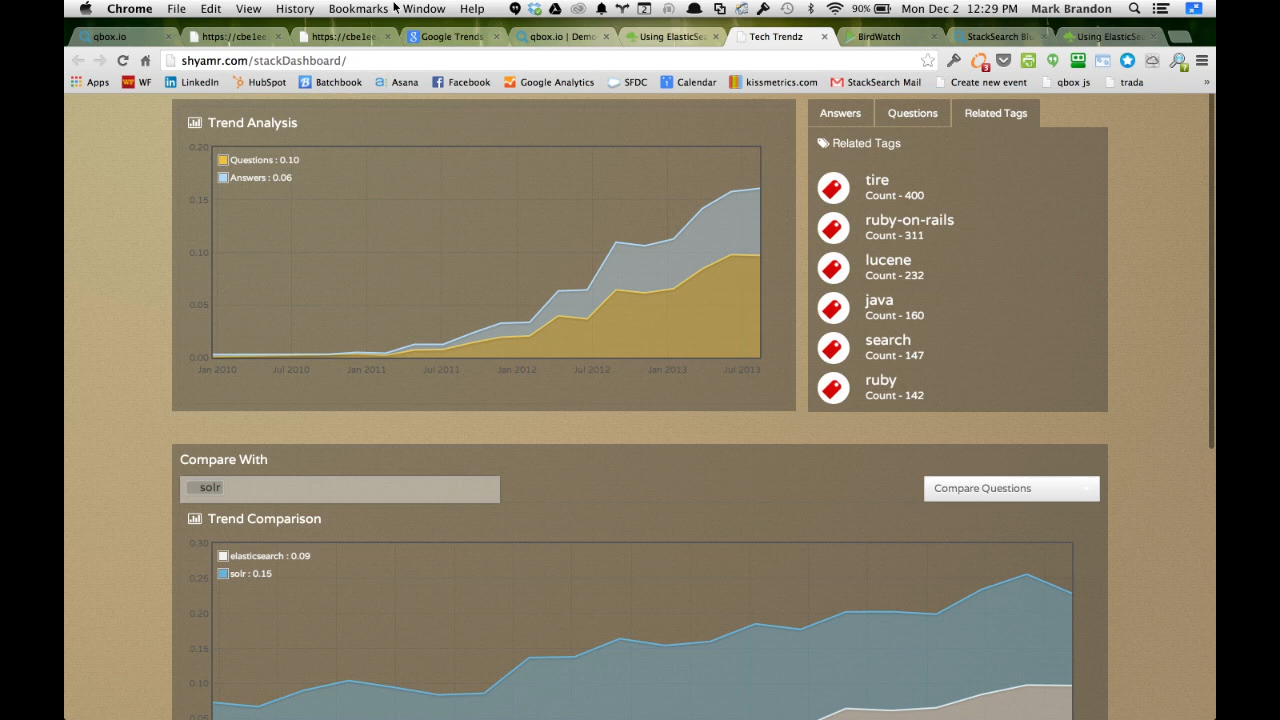 Chrome File Edit View History Bookmarks Window Help 90% Mon Dec 2 12:29 PM Mark Brandon
qbox.io https://cbe1ee https://cbe1ee Google Trends qbox.io | Demo Using ElasticSea Tech Trendz BirdWatch StackSearch Blu Using ElasticSea
shyamr.com/stackDashboard/
Apps WF LinkedIn HubSpot Batchbook Asana Facebook Google Analytics SFDC Calendar kissmetrics.com StackSearch Mail Create new event qbox js trada »
Trend Analysis
0.20
0.15
0.10
0.05
0.00
Questions : 0.10
Answers : 0.06
Jan 2010 Jul 2010 Jan 2011 Jul 2011 Jan 2012 Jul 2012 Jan 2013 Jul 2013
Answers Questions Related Tags
Related Tags
tire
Count - 400
ruby-on-rails
Count - 311
lucene
Count - 232
java
Count - 160
search
Count - 147
ruby
Count - 142
Compare With
solr
Compare Questions
Trend Comparison
0.30
0.25
0.20
0.15
0.10
0.05
elasticsearch : 0.09
solr : 0.15